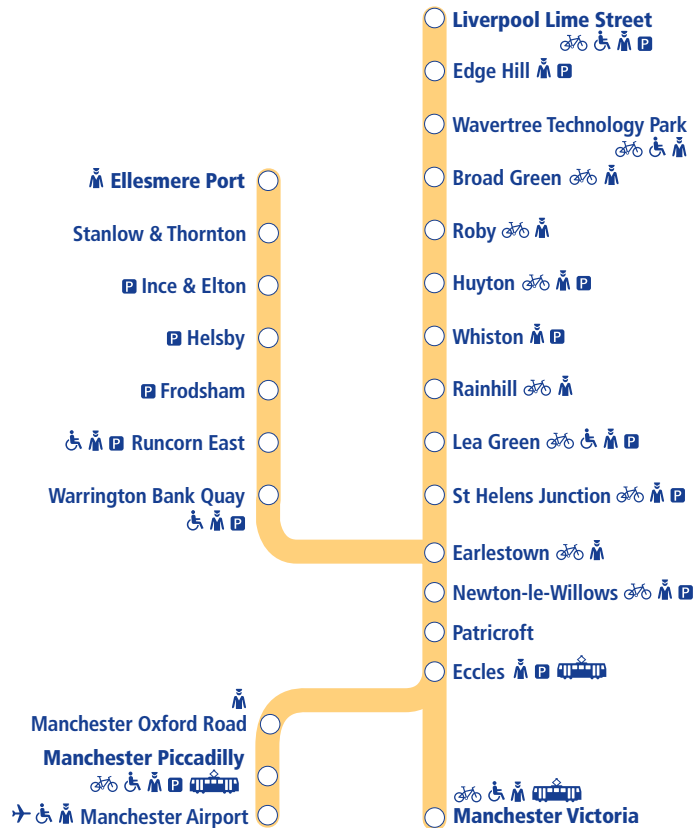 Liverpool Lime Street
P
Edge Hill P
Wavertree Technology Park
Broad Green
Roby
Huyton P
Whiston P
Rainhill
Lea Green P
St Helens Junction P
Earlestown
Newton-le-Willows P
Patricroft
Eccles P
Manchester Victoria
Ellesmere Port
Stanlow & Thornton
P Ince & Elton
P Helsby
P Frodsham
P Runcorn East
Warrington Bank Quay
P
Manchester Oxford Road
Manchester Piccadilly
P
Manchester Airport